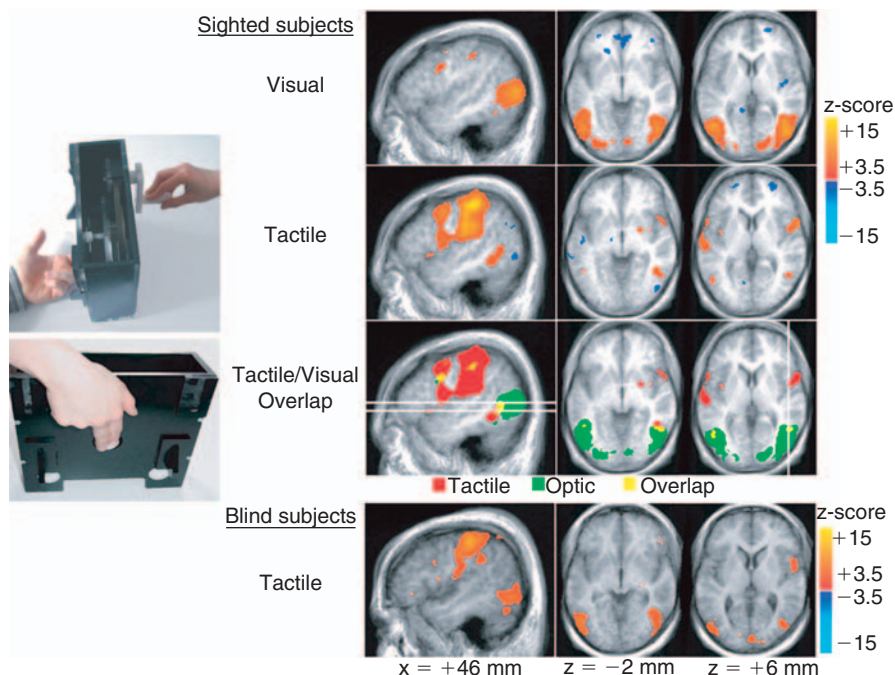 Sighted subjects
Visual
z-score
+15
+3.5
−3.5
−15
Tactile
Tactile/Visual
Overlap
Tactile Optic Overlap
Blind subjects
z-score
+15
+3.5
−3.5
−15
Tactile
x = +46 mm z = −2 mm z = +6 mm